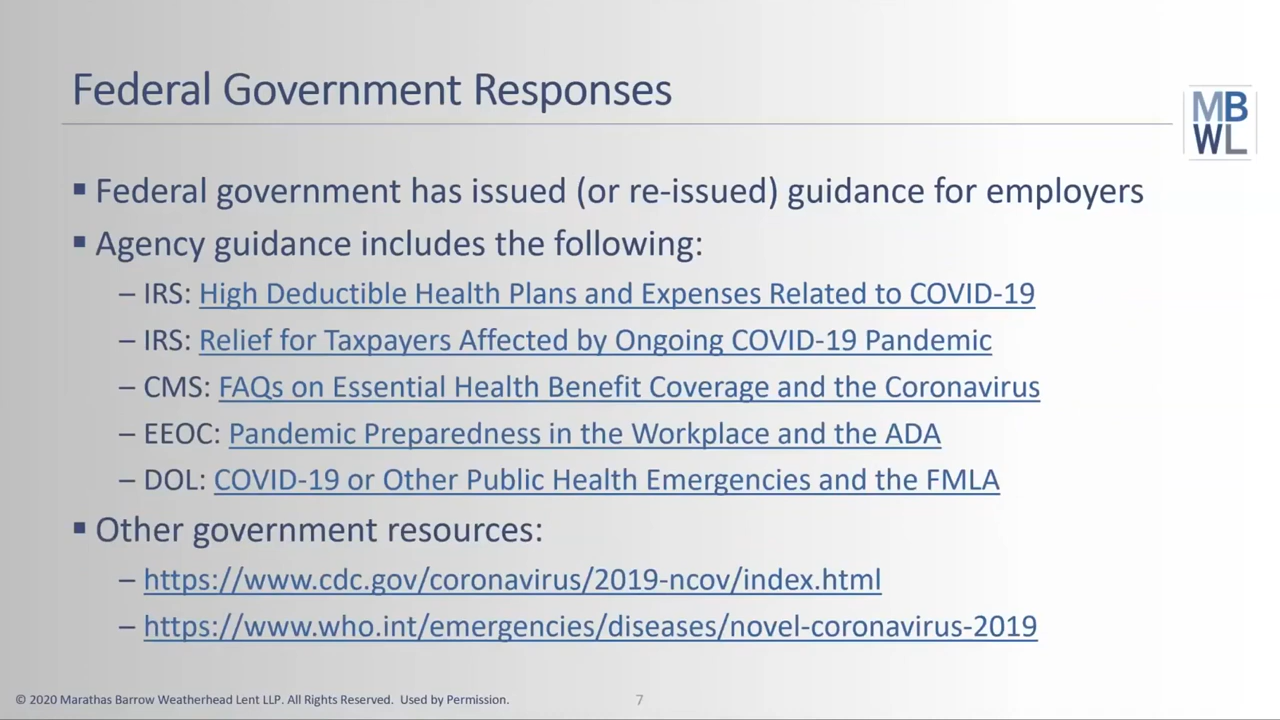 Federal Government Responses
MB
WL
▪ Federal government has issued (or re-issued) guidance for employers
▪ Agency guidance includes the following:
– IRS: High Deductible Health Plans and Expenses Related to COVID-19
– IRS: Relief for Taxpayers Affected by Ongoing COVID-19 Pandemic
– CMS: FAQs on Essential Health Benefit Coverage and the Coronavirus
– EEOC: Pandemic Preparedness in the Workplace and the ADA
– DOL: COVID-19 or Other Public Health Emergencies and the FMLA
▪ Other government resources:
– https://www.cdc.gov/coronavirus/2019-ncov/index.html
– https://www.who.int/emergencies/diseases/novel-coronavirus-2019
© 2020 Marathas Barrow Weatherhead Lent LLP. All Rights Reserved. Used by Permission.
7